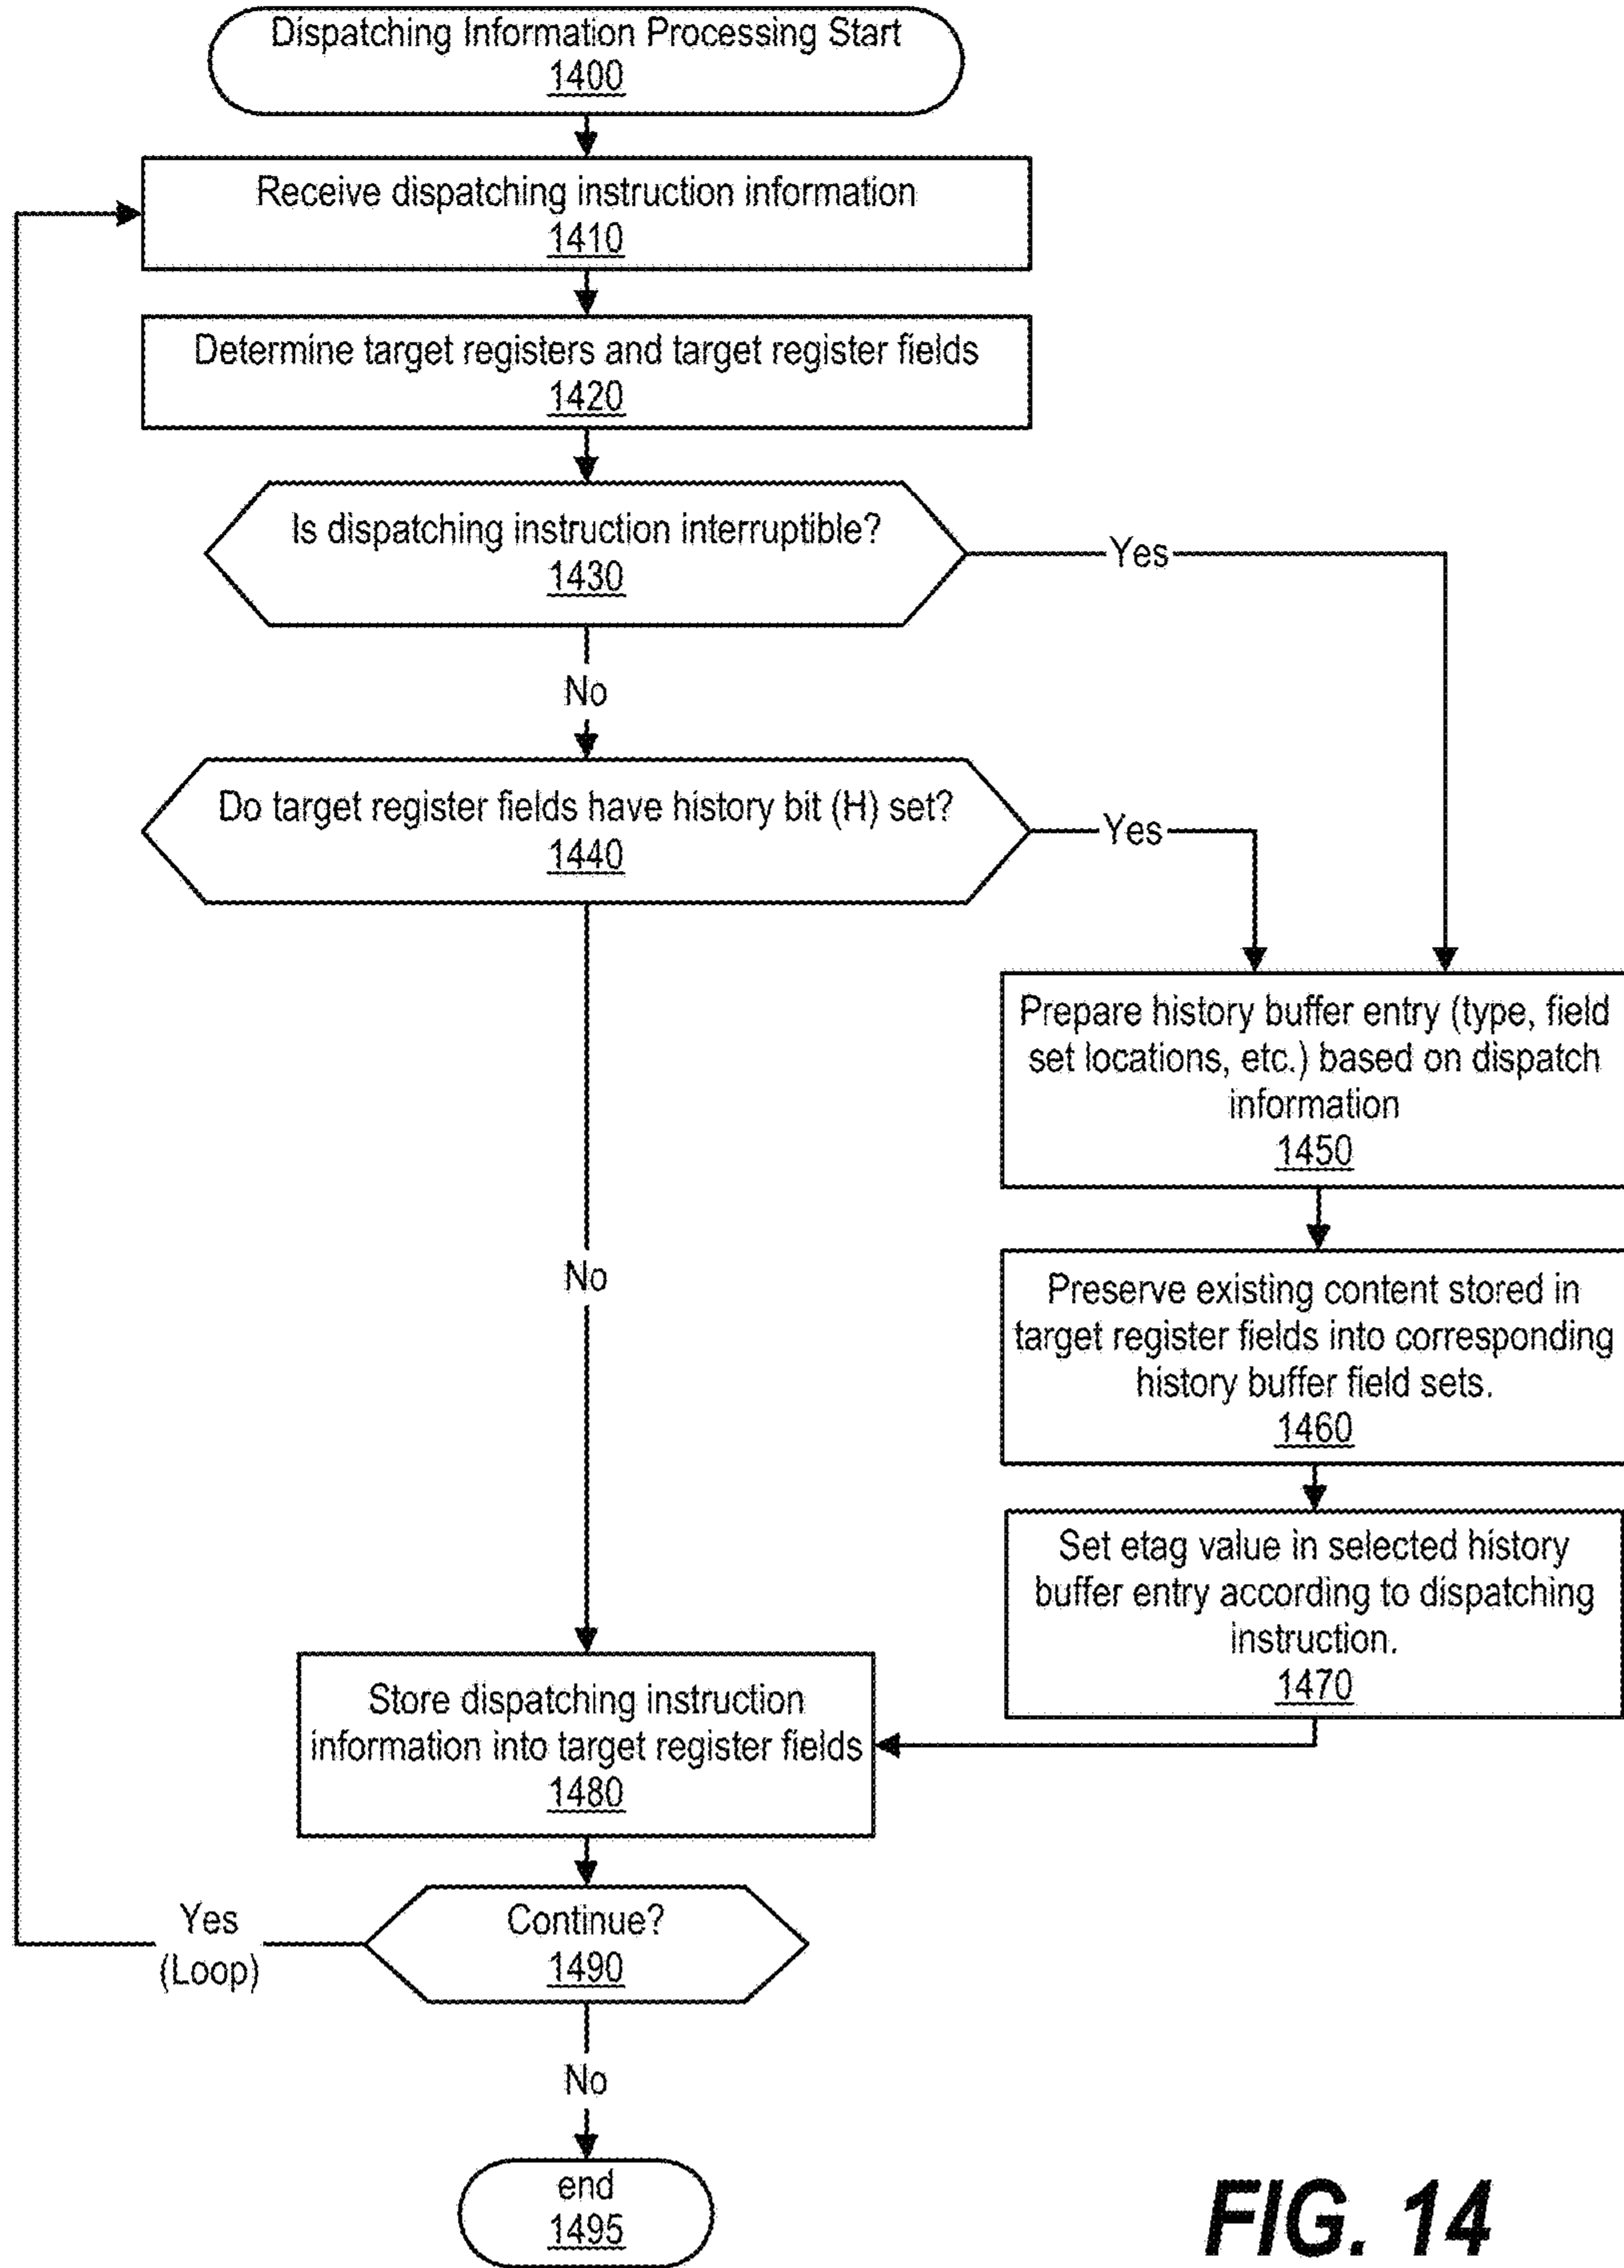 Dispatching Information Processing Start
1400
Receive dispatching instruction information
1410
Determine target registers and target register fields
1420
Is dispatching instruction interruptible?
1430
Yes
No
Do target register fields have history bit (H) set?
1440
Yes
Prepare history buffer entry (type, field
set locations, etc.) based on dispatch
information
1450
No
Preserve existing content stored in
target register fields into corresponding
history buffer field sets.
1460
Set etag value in selected history
buffer entry according to dispatching
instruction.
1470
Store dispatching instruction
information into target register fields
1480
Yes
(Loop)
Continue?
1490
No
end
1495
FIG. 14